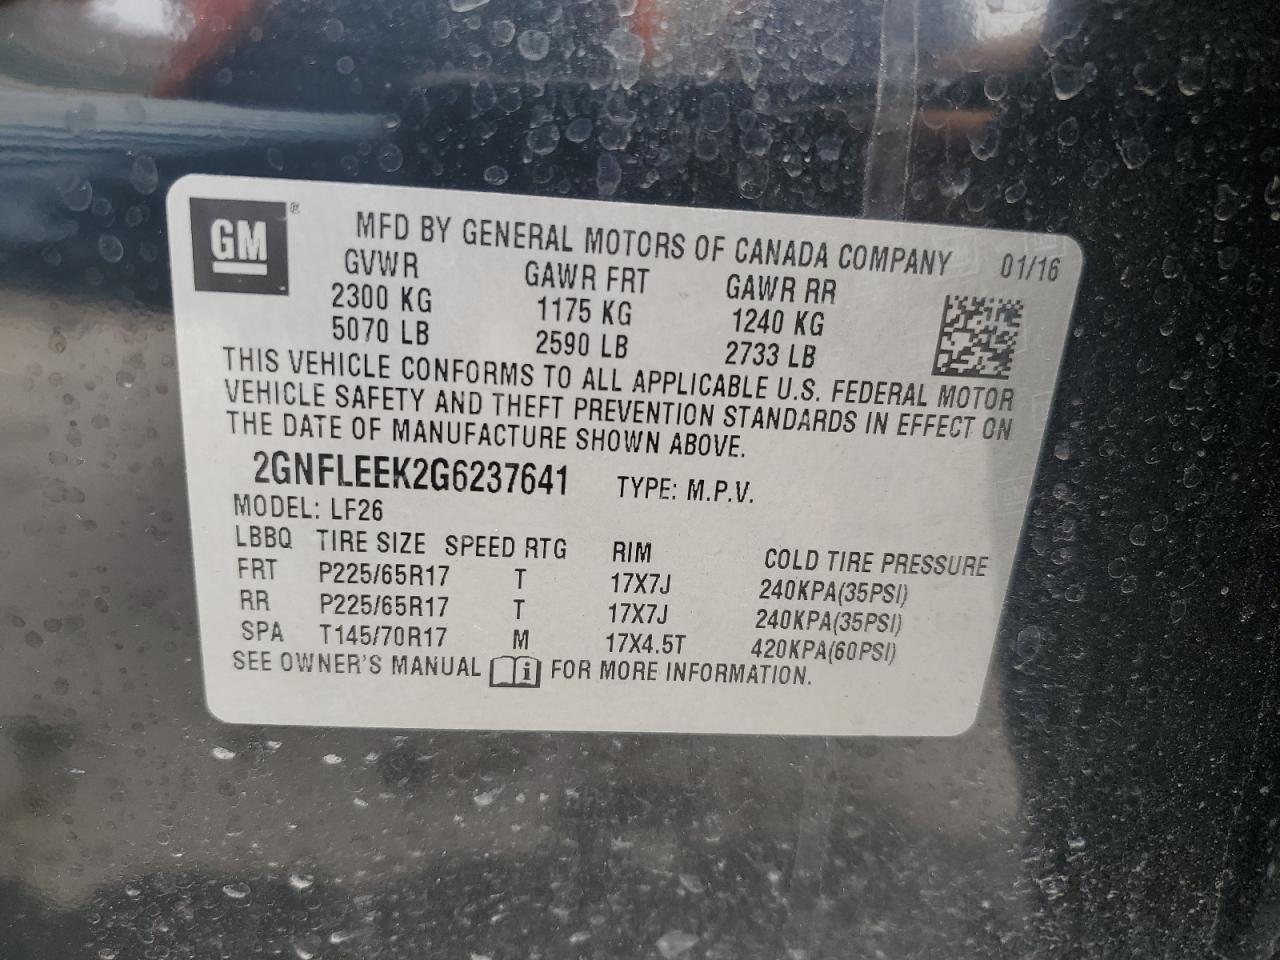 GM®
MFD BY GENERAL MOTORS OF CANADA COMPANY 01/16
GVWR GAWR FRT GAWR RR
2300 KG 1175 KG 1240 KG
5070 LB 2590 LB 2733 LB
THIS VEHICLE CONFORMS TO ALL APPLICABLE U.S. FEDERAL MOTOR
VEHICLE SAFETY AND THEFT PREVENTION STANDARDS IN EFFECT ON
THE DATE OF MANUFACTURE SHOWN ABOVE.
2GNFLEEK2G6237641 TYPE: M.P.V.
MODEL: LF26
LBBQ TIRE SIZE SPEED RTG RIM COLD TIRE PRESSURE
FRT P225/65R17 T 17X7J 240KPA(35PSI)
RR P225/65R17 T 17X7J 240KPA(35PSI)
SPA T145/70R17 M 17X4.5T 420KPA(60PSI)
SEE OWNER'S MANUAL i FOR MORE INFORMATION.